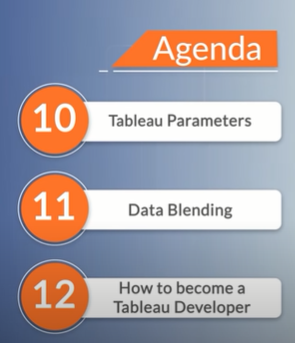 Agenda
10
Tableau Parameters
11
Data Blending
12
How to become a
Tableau Developer